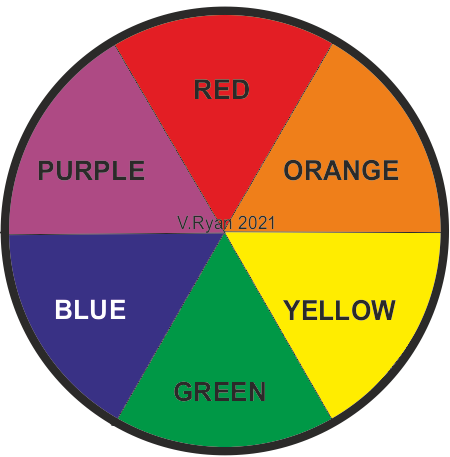 RED
PURPLE
ORANGE
V.Ryan 2021
BLUE
YELLOW
GREEN